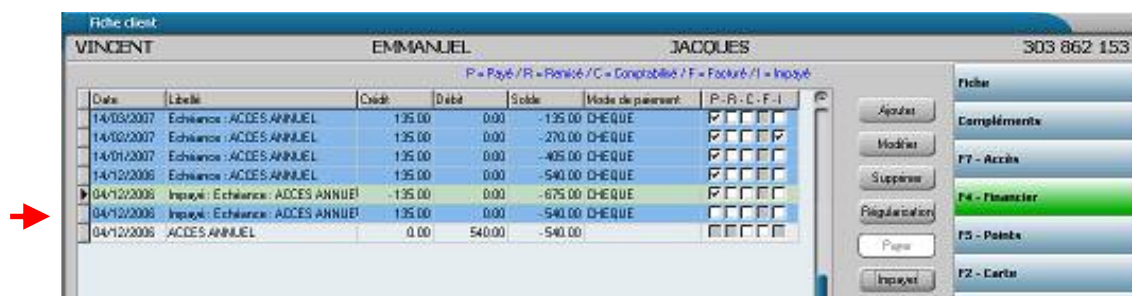 Fiche client
VINCENT EMMANUEL JACQUES 303 862 153
P = Payé / R = Remisé / C = Comptabilisé / F = Facturé / I = Impayé
Date Libellé Crédit Débit Solde Mode de paiement P - R - C - F - I
14/03/2007 Echéance : ACCES ANNUEL 135.00 0.00 -135.00 CHEQUE
14/02/2007 Echéance : ACCES ANNUEL 135.00 0.00 -270.00 CHEQUE
14/01/2007 Echéance : ACCES ANNUEL 135.00 0.00 -405.00 CHEQUE
14/12/2006 Echéance : ACCES ANNUEL 135.00 0.00 -540.00 CHEQUE
04/12/2006 Impayé : Echéance : ACCES ANNUE -135.00 0.00 -675.00 CHEQUE
04/12/2006 Impayé : Echéance : ACCES ANNUE 135.00 0.00 -540.00 CHEQUE
04/12/2006 ACCES ANNUEL 0.00 540.00 -540.00
Ajouter
Modifier
Supprimer
Régularisation
Payer
Impayer
Fiche
Compléments
F7 - Accès
F4 - Financier
F5 - Points
F2 - Carte